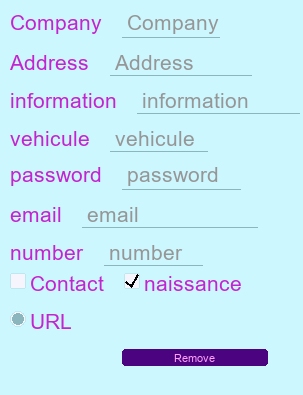 Company Company
Address Address
information information
vehicule vehicule
password password
email email
number number
Contact naissance
URL
Remove